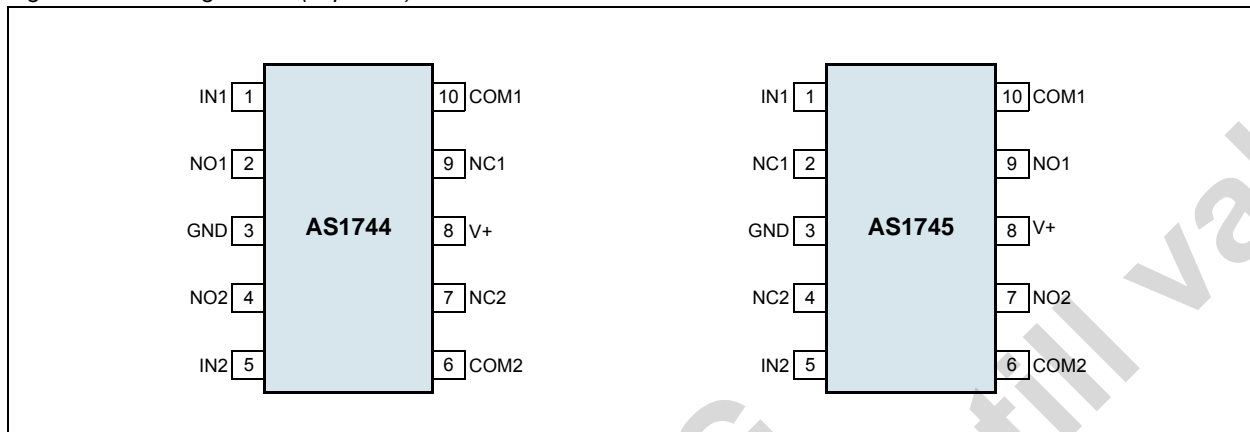 IN1 1 10 COM1
NO1 2 9 NC1
GND 3 AS1744 8 V+
NO2 4 7 NC2
IN2 5 6 COM2
IN1 1 10 COM1
NC1 2 9 NO1
GND 3 AS1745 8 V+
NC2 4 7 NO2
IN2 5 6 COM2
till